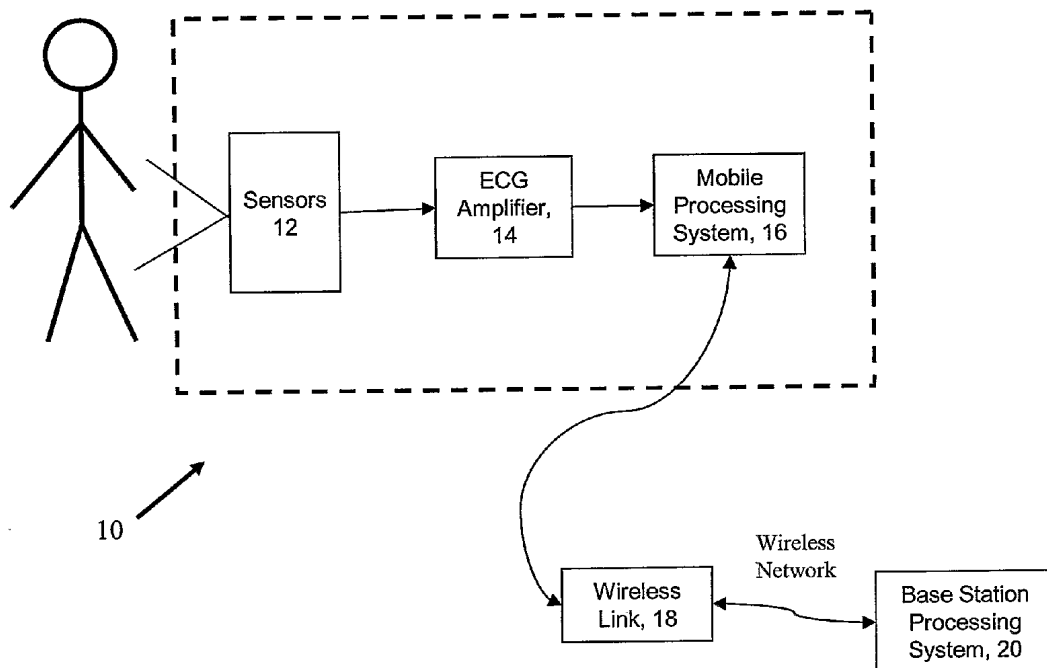 Sensors
12
ECG
Amplifier,
14
Mobile
Processing
System, 16
10
Wireless
Network
Wireless
Link, 18
Base Station
Processing
System, 20